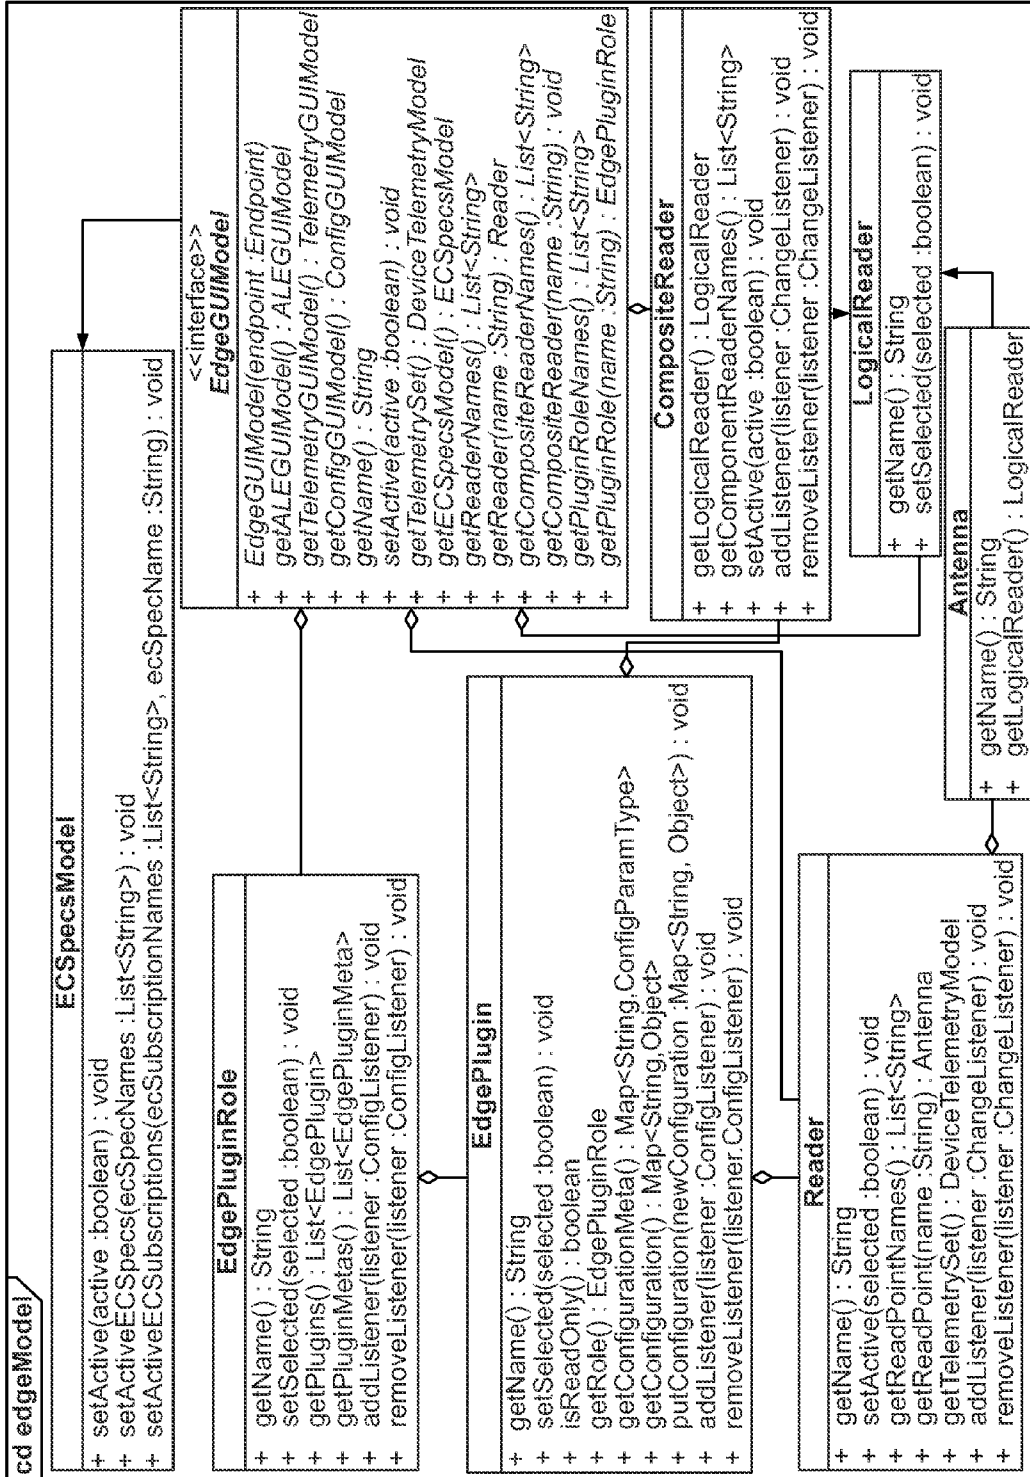 cd edgeModel
ECSpecsModel
+ setActive(active :boolean) : void
+ setActiveECSpecs(ecSpecNames :List<String>) : void
+ setActiveECSubscriptions(ecSubscriptionNames :List<String>, ecSpecName :String) : void
<<interface>>
EdgeGUIModel
+ EdgeGUIModel(endpoint :Endpoint)
+ getALEGUIModel() : ALEGUIModel
+ getTelemetryGUIModel() : TelemetryGUIModel
+ getConfigGUIModel() : ConfigGUIModel
+ getName() : String
+ setActive(active :boolean) : void
+ getTelemetrySet() : DeviceTelemetryModel
+ getECSpecsModel() : ECSpecsModel
+ getReaderNames() : List<String>
+ getReader(name :String) : Reader
+ getCompositeReaderNames() : List<String>
+ getCompositeReader(name :String) : void
+ getPluginRoleNames() : List<String>
+ getPluginRole(name :String) : EdgePluginRole
EdgePluginRole
+ getName() : String
+ setSelected(selected :boolean) : void
+ getPlugins() : List<EdgePlugin>
+ getPluginMetas() : List<EdgePluginMeta>
+ addListener(listener :ConfigListener) : void
+ removeListener(listener :ConfigListener) : void
EdgePlugin
+ getName() : String
+ setSelected(selected :boolean) : void
+ isReadOnly() : boolean
+ getRole() : EdgePluginRole
+ getConfigurationMeta() : Map<String.ConfigParamType>
+ getConfiguration() : Map<String,Object>
+ putConfiguration(newConfiguration :Map<String, Object>) : void
+ addListener(listener :ConfigListener) : void
+ removeListener(listener.ConfigListener) : void
CompositeReader
+ getLogicalReader() : LogicalReader
+ getComponentReaderNames() : List<String>
+ setActive(active :boolean) : void
+ addListener(listener :ChangeListener) : void
+ removeListener(listener :ChangeListener) : void
LogicalReader
+ getName() : String
+ setSelected(selected :boolean) : void
Reader
+ getName() : String
+ setActive(selected :boolean) : void
+ getReadPointNames() : List<String>
+ getReadPoint(name :String) : Antenna
+ getTelemetrySet() : DeviceTelemetryModel
+ addListener(listener :ChangeListener) : void
+ removeListener(listener :ChangeListener) : void
Antenna
+ getName() : String
+ getLogicalReader() : LogicalReader